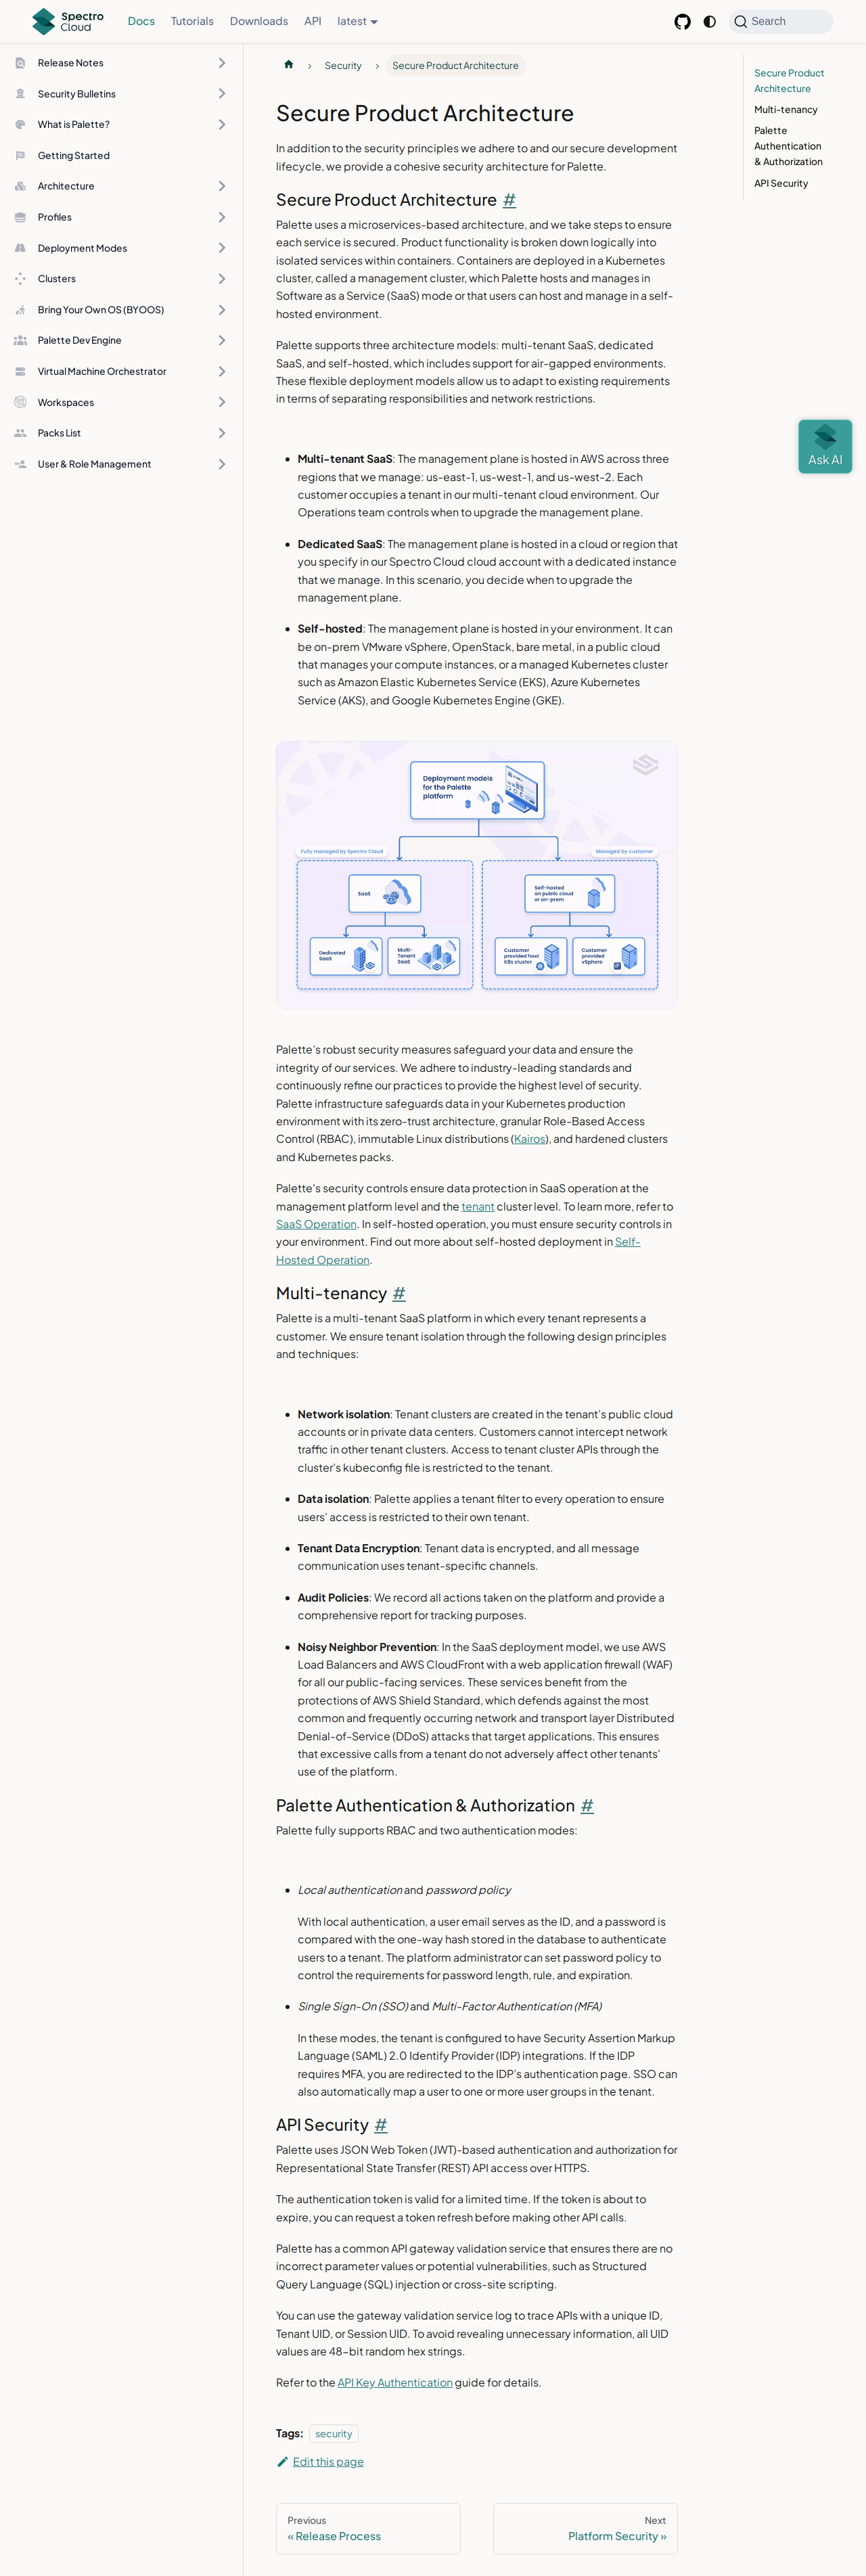 Spectro Cloud
Docs
Tutorials
Downloads
API
latest
Search
Release Notes
Security Bulletins
What is Palette?
Getting Started
Architecture
Profiles
Deployment Modes
Clusters
Bring Your Own OS (BYOOS)
Palette Dev Engine
Virtual Machine Orchestrator
Workspaces
Packs List
User & Role Management
Security
Secure Product Architecture
Secure Product
Architecture
Multi-tenancy
Palette
Authentication
& Authorization
API Security
Ask AI
Secure Product Architecture
In addition to the security principles we adhere to and our secure development
lifecycle, we provide a cohesive security architecture for Palette.
Secure Product Architecture #
Palette uses a microservices-based architecture, and we take steps to ensure
each service is secured. Product functionality is broken down logically into
isolated services within containers. Containers are deployed in a Kubernetes
cluster, called a management cluster, which Palette hosts and manages in
Software as a Service (SaaS) mode or that users can host and manage in a self-
hosted environment.
Palette supports three architecture models: multi-tenant SaaS, dedicated
SaaS, and self-hosted, which includes support for air-gapped environments.
These flexible deployment models allow us to adapt to existing requirements
in terms of separating responsibilities and network restrictions.
Multi-tenant SaaS: The management plane is hosted in AWS across three
regions that we manage: us-east-1, us-west-1, and us-west-2. Each
customer occupies a tenant in our multi-tenant cloud environment. Our
Operations team controls when to upgrade the management plane.
Dedicated SaaS: The management plane is hosted in a cloud or region that
you specify in our Spectro Cloud cloud account with a dedicated instance
that we manage. In this scenario, you decide when to upgrade the
management plane.
Self-hosted: The management plane is hosted in your environment. It can
be on-prem VMware vSphere, OpenStack, bare metal, in a public cloud
that manages your compute instances, or a managed Kubernetes cluster
such as Amazon Elastic Kubernetes Service (EKS), Azure Kubernetes
Service (AKS), and Google Kubernetes Engine (GKE).
Deployment models
for the Palette
platform
Fully managed by Spectro Cloud
Managed by customer
SaaS
Self-hosted
on public cloud
or on-prem
Dedicated
SaaS
Multi-
Tenant
SaaS
Customer
provided host
K8s cluster
Customer
provided
vSphere
Palette's robust security measures safeguard your data and ensure the
integrity of our services. We adhere to industry-leading standards and
continuously refine our practices to provide the highest level of security.
Palette infrastructure safeguards data in your Kubernetes production
environment with its zero-trust architecture, granular Role-Based Access
Control (RBAC), immutable Linux distributions (Kairos), and hardened clusters
and Kubernetes packs.
Palette's security controls ensure data protection in SaaS operation at the
management platform level and the tenant cluster level. To learn more, refer to
SaaS Operation. In self-hosted operation, you must ensure security controls in
your environment. Find out more about self-hosted deployment in Self-
Hosted Operation.
Multi-tenancy #
Palette is a multi-tenant SaaS platform in which every tenant represents a
customer. We ensure tenant isolation through the following design principles
and techniques:
Network isolation: Tenant clusters are created in the tenant's public cloud
accounts or in private data centers. Customers cannot intercept network
traffic in other tenant clusters. Access to tenant cluster APIs through the
cluster's kubeconfig file is restricted to the tenant.
Data isolation: Palette applies a tenant filter to every operation to ensure
users' access is restricted to their own tenant.
Tenant Data Encryption: Tenant data is encrypted, and all message
communication uses tenant-specific channels.
Audit Policies: We record all actions taken on the platform and provide a
comprehensive report for tracking purposes.
Noisy Neighbor Prevention: In the SaaS deployment model, we use AWS
Load Balancers and AWS CloudFront with a web application firewall (WAF)
for all our public-facing services. These services benefit from the
protections of AWS Shield Standard, which defends against the most
common and frequently occurring network and transport layer Distributed
Denial-of-Service (DDoS) attacks that target applications. This ensures
that excessive calls from a tenant do not adversely affect other tenants'
use of the platform.
Palette Authentication & Authorization #
Palette fully supports RBAC and two authentication modes:
Local authentication and password policy
With local authentication, a user email serves as the ID, and a password is
compared with the one-way hash stored in the database to authenticate
users to a tenant. The platform administrator can set password policy to
control the requirements for password length, rule, and expiration.
Single Sign-On (SSO) and Multi-Factor Authentication (MFA)
In these modes, the tenant is configured to have Security Assertion Markup
Language (SAML) 2.0 Identify Provider (IDP) integrations. If the IDP
requires MFA, you are redirected to the IDP's authentication page. SSO can
also automatically map a user to one or more user groups in the tenant.
API Security #
Palette uses JSON Web Token (JWT)-based authentication and authorization for
Representational State Transfer (REST) API access over HTTPS.
The authentication token is valid for a limited time. If the token is about to
expire, you can request a token refresh before making other API calls.
Palette has a common API gateway validation service that ensures there are no
incorrect parameter values or potential vulnerabilities, such as Structured
Query Language (SQL) injection or cross-site scripting.
You can use the gateway validation service log to trace APIs with a unique ID,
Tenant UID, or Session UID. To avoid revealing unnecessary information, all UID
values are 48-bit random hex strings.
Refer to the API Key Authentication guide for details.
Tags: security
Edit this page
Previous
« Release Process
Next
Platform Security »